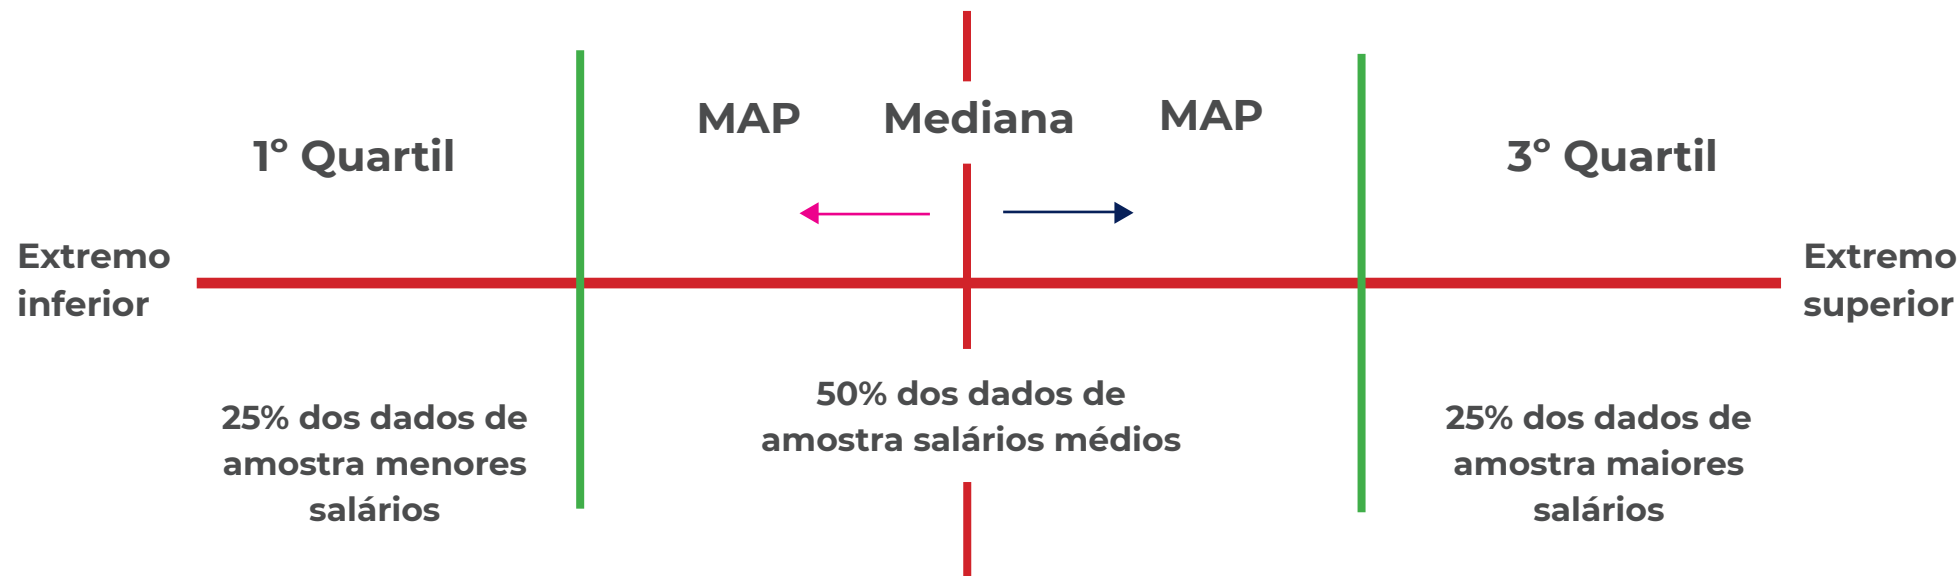 MAP
Mediana
MAP
1º Quartil
3º Quartil
Extremo
inferior
Extremo
superior
25% dos dados de
amostra menores
salários
50% dos dados de
amostra salários médios
25% dos dados de
amostra maiores
salários